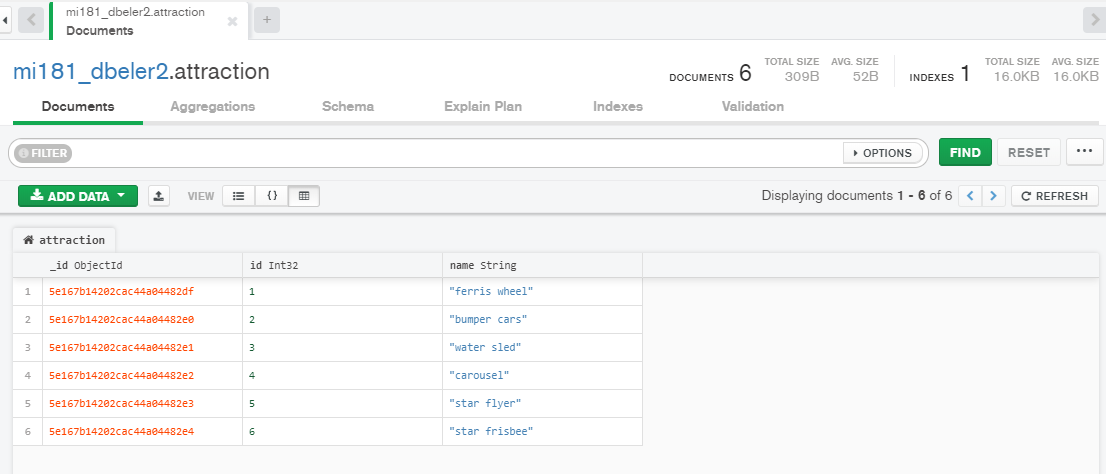 mi181_dbeler2.attraction
Documents
mi181_dbeler2.attraction
DOCUMENTS 6 TOTAL SIZE 309B AVG. SIZE 52B INDEXES 1 TOTAL SIZE 16.0KB AVG. SIZE 16.0KB
Documents Aggregations Schema Explain Plan Indexes Validation
FILTER OPTIONS FIND RESET ...
ADD DATA VIEW {} Displaying documents 1 - 6 of 6 < > REFRESH
attraction
_id ObjectId id Int32 name String
1 5e167b14202cac44a04482df 1 "ferris wheel"
2 5e167b14202cac44a04482e0 2 "bumper cars"
3 5e167b14202cac44a04482e1 3 "water sled"
4 5e167b14202cac44a04482e2 4 "carousel"
5 5e167b14202cac44a04482e3 5 "star flyer"
6 5e167b14202cac44a04482e4 6 "star frisbee"